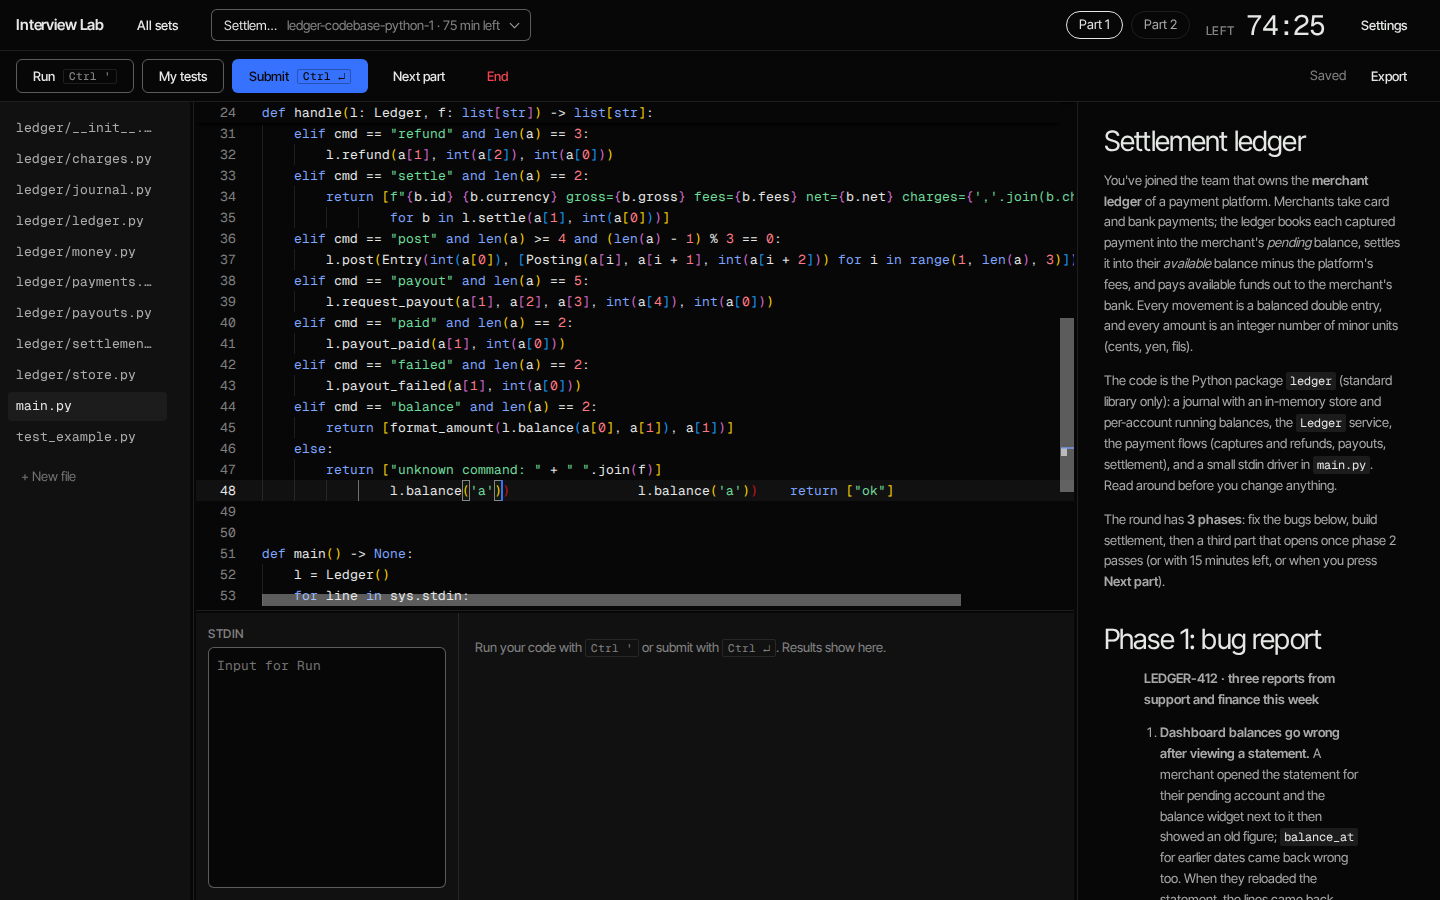 Interview Lab
All sets
Settlem... ledger-codebase-python-1 · 75 min left
Part 1
Part 2
LEFT 74:25
Settings
Run Ctrl '
My tests
Submit Ctrl ↵
Next part
End
Saved
Export
ledger/__init__.…
ledger/charges.py
ledger/journal.py
ledger/ledger.py
ledger/money.py
ledger/payments.…
ledger/payouts.py
ledger/settlemen…
ledger/store.py
main.py
test_example.py
+ New file
24 def handle(l: Ledger, f: list[str]) -> list[str]:
31 elif cmd == "refund" and len(a) == 3:
32 l.refund(a[1], int(a[2]), int(a[0]))
33 elif cmd == "settle" and len(a) == 2:
34 return [f"{b.id} {b.currency} gross={b.gross} fees={b.fees} net={b.net} charges={','.join(b.ch
35 for b in l.settle(a[1], int(a[0]))]
36 elif cmd == "post" and len(a) >= 4 and (len(a) - 1) % 3 == 0:
37 l.post(Entry(int(a[0]), [Posting(a[i], a[i + 1], int(a[i + 2])) for i in range(1, len(a), 3)])
38 elif cmd == "payout" and len(a) == 5:
39 l.request_payout(a[1], a[2], a[3], int(a[4]), int(a[0]))
40 elif cmd == "paid" and len(a) == 2:
41 l.payout_paid(a[1], int(a[0]))
42 elif cmd == "failed" and len(a) == 2:
43 l.payout_failed(a[1], int(a[0]))
44 elif cmd == "balance" and len(a) == 2:
45 return [format_amount(l.balance(a[0], a[1]), a[1])]
46 else:
47 return ["unknown command: " + " ".join(f)]
48 l.balance('a')) l.balance('a')) return ["ok"]
49
50
51 def main() -> None:
52 l = Ledger()
53 for line in sys.stdin:
STDIN
Input for Run
Run your code with Ctrl ' or submit with Ctrl ↵. Results show here.
Settlement ledger
You've joined the team that owns the merchant
ledger of a payment platform. Merchants take card
and bank payments; the ledger books each captured
payment into the merchant's pending balance, settles
it into their available balance minus the platform's
fees, and pays available funds out to the merchant's
bank. Every movement is a balanced double entry,
and every amount is an integer number of minor units
(cents, yen, fils).
The code is the Python package ledger (standard
library only): a journal with an in-memory store and
per-account running balances, the Ledger service,
the payment flows (captures and refunds, payouts,
settlement), and a small stdin driver in main.py.
Read around before you change anything.
The round has 3 phases: fix the bugs below, build
settlement, then a third part that opens once phase 2
passes (or with 15 minutes left, or when you press
Next part).
Phase 1: bug report
LEDGER-412 · three reports from
support and finance this week
1. Dashboard balances go wrong
after viewing a statement. A
merchant opened the statement for
their pending account and the
balance widget next to it then
showed an old figure; balance_at
for earlier dates came back wrong
too. When they reloaded the
statement, the lines came back